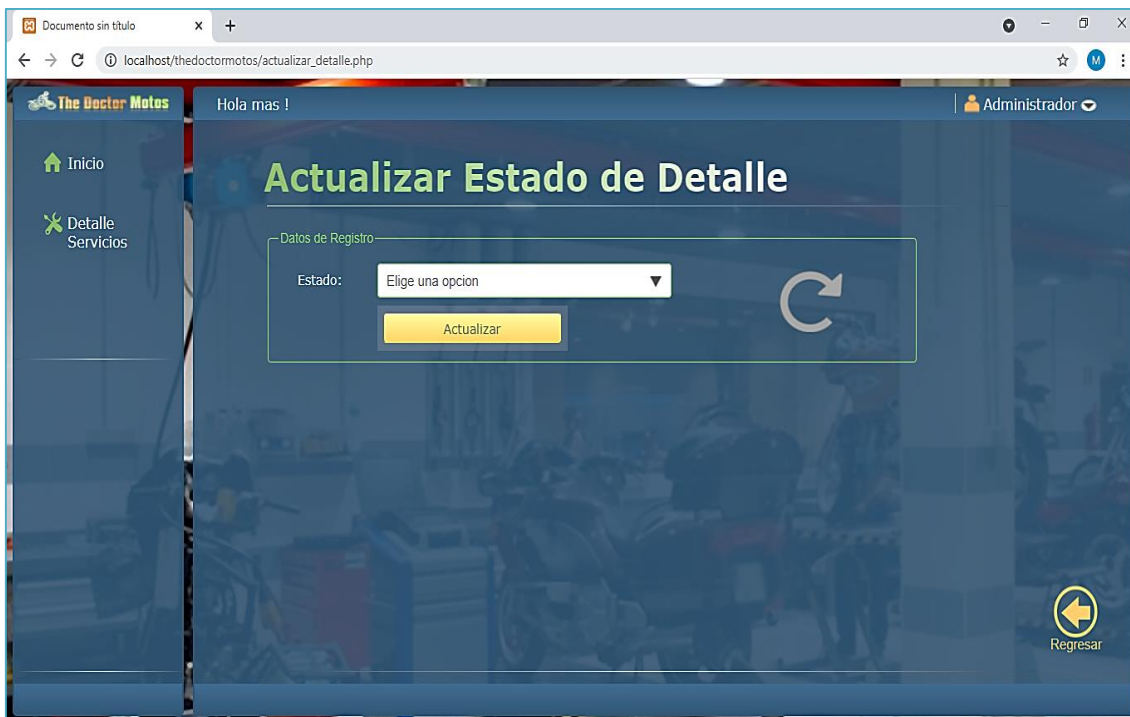 Documento sin título
localhost/thedoctormotos/actualizar_detalle.php
M
The Doctor Motos
Hola mas !
Administrador
Inicio
Detalle
Servicios
Actualizar Estado de Detalle
Datos de Registro
Estado:
Elige una opcion
Actualizar
Regresar